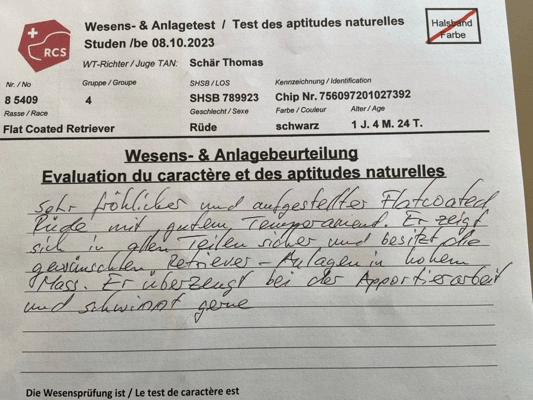 RCS
Wesens- & Anlagetest / Test des aptitudes naturelles
Studen /be 08.10.2023
Halsband
Farbe
WT-Richter / Juge TAN: Schär Thomas
Nr. / No Gruppe / Groupe SHSB / LOS Kennzeichnung / Identification
8 5409 4 SHSB 789923 Chip Nr. 756097201027392
Rasse / Race Geschlecht / Sexe Farbe / Couleur Alter / Age
Flat Coated Retriever Rüde schwarz 1 J. 4 M. 24 T.
Wesens- & Anlagebeurteilung
Evaluation du caractère et des aptitudes naturelles
Sehr fröhlicher und aufgestellter Flatcoated
Rüde mit gutem Temperament. Er zeigt
sich in allen Teilen sicher und besitzt die
gewünschten Retriever-Anlagen in hohem
Mass. Er überzeugt bei der Apportierarbeit
und schwimmt gerne
Die Wesensprüfung ist / Le test de caractère est